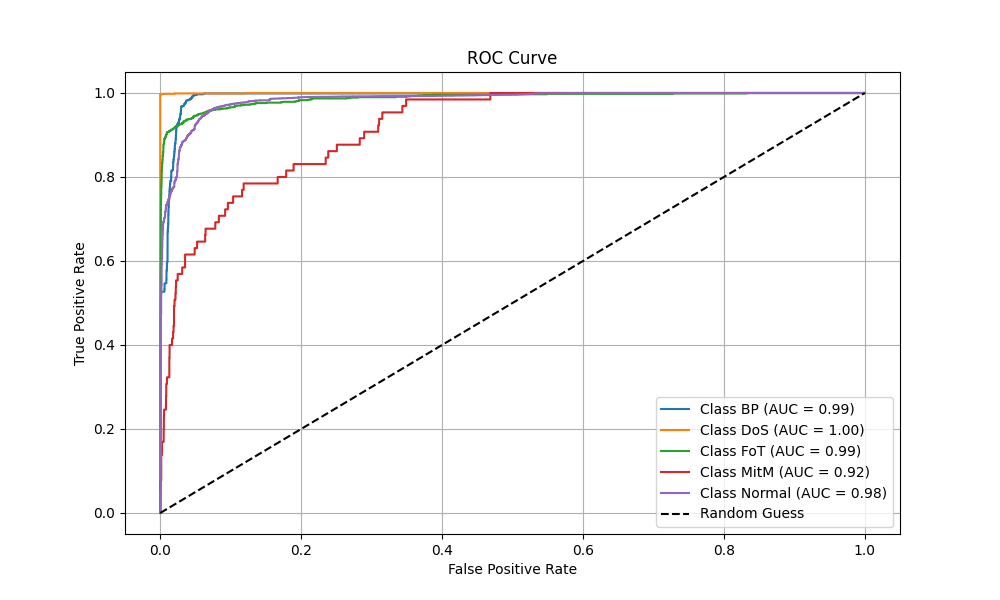 ROC Curve
True Positive Rate
1.0
0.8
0.6
0.4
0.2
0.0
0.0 0.2 0.4 0.6 0.8 1.0
False Positive Rate
Class BP (AUC = 0.99)
Class DoS (AUC = 1.00)
Class FoT (AUC = 0.99)
Class MitM (AUC = 0.92)
Class Normal (AUC = 0.98)
Random Guess